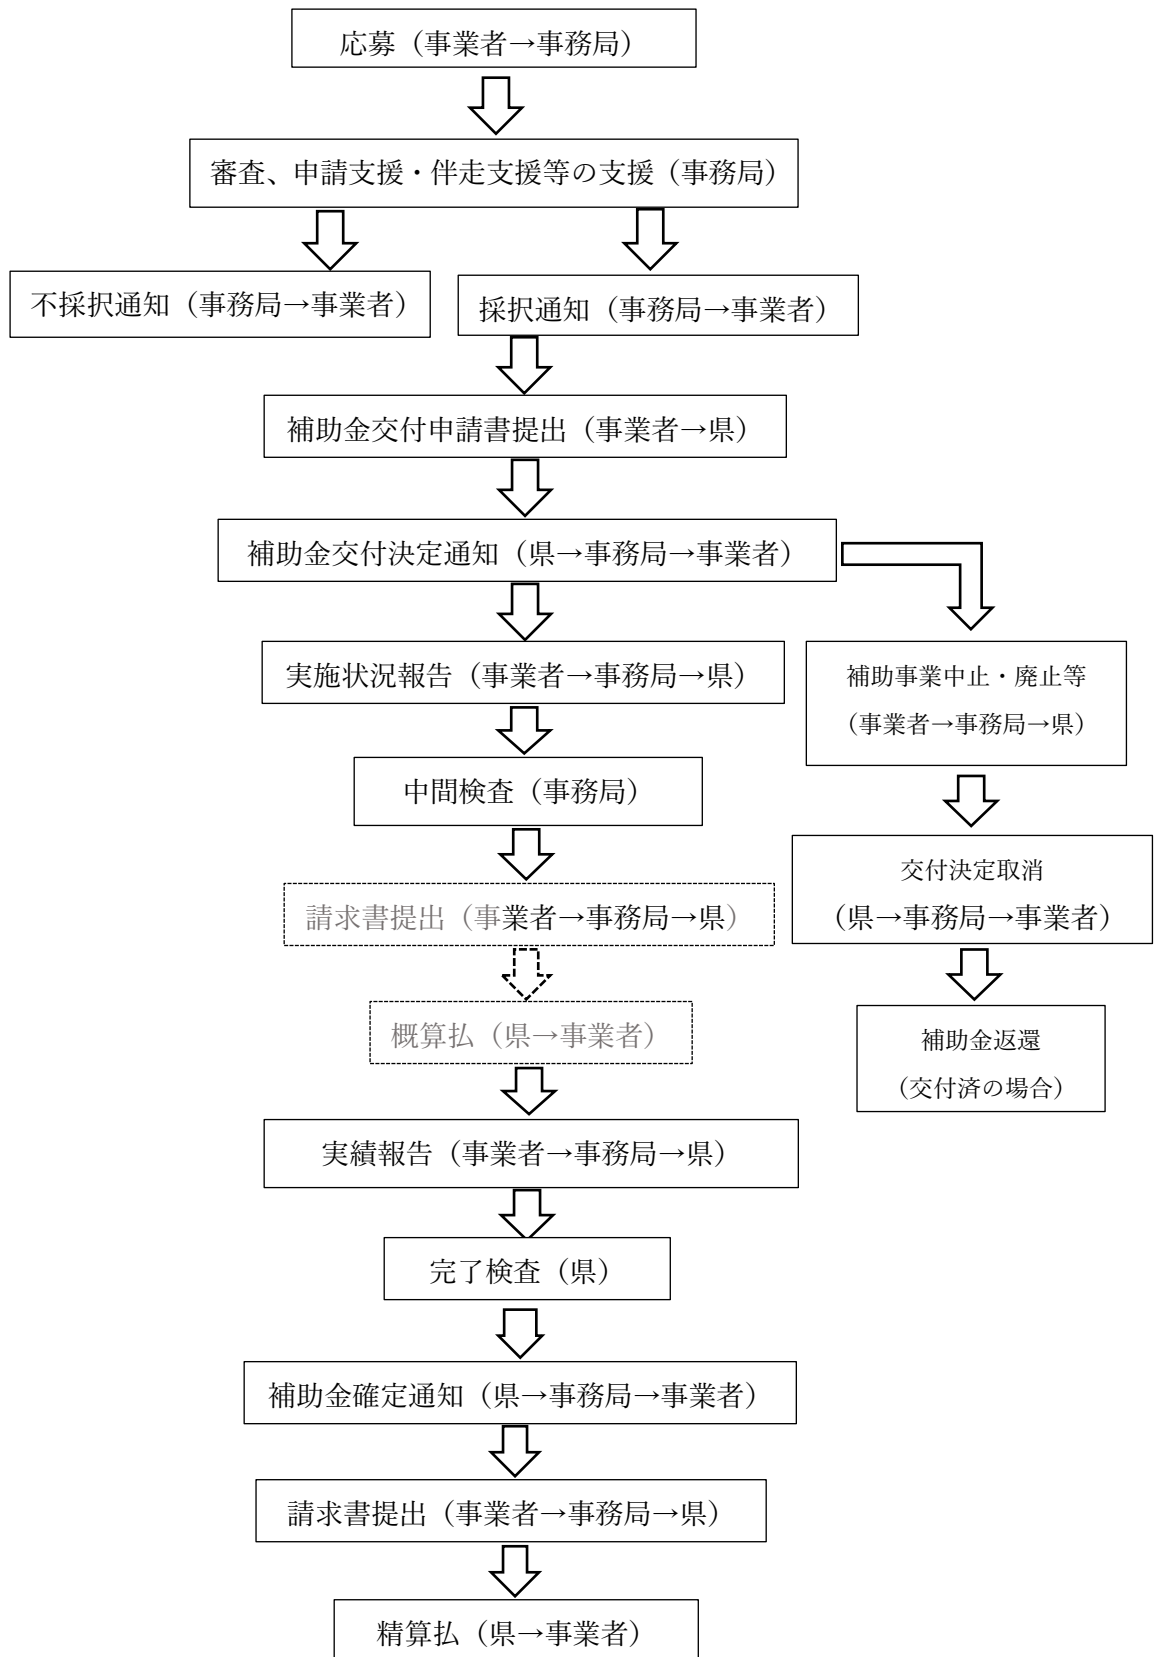 応募（事業者→事務局）
審査、申請支援・伴走支援等の支援（事務局）
不採択通知（事務局→事業者）
採択通知（事務局→事業者）
補助金交付申請書提出（事業者→県）
補助金交付決定通知（県→事務局→事業者）
実施状況報告（事業者→事務局→県）
補助事業中止・廃止等
（事業者→事務局→県）
中間検査（事務局）
交付決定取消
（県→事務局→事業者）
請求書提出（事業者→事務局→県）
概算払（県→事業者）
補助金返還
（交付済の場合）
実績報告（事業者→事務局→県）
完了検査（県）
補助金確定通知（県→事務局→事業者）
請求書提出（事業者→事務局→県）
精算払（県→事業者）